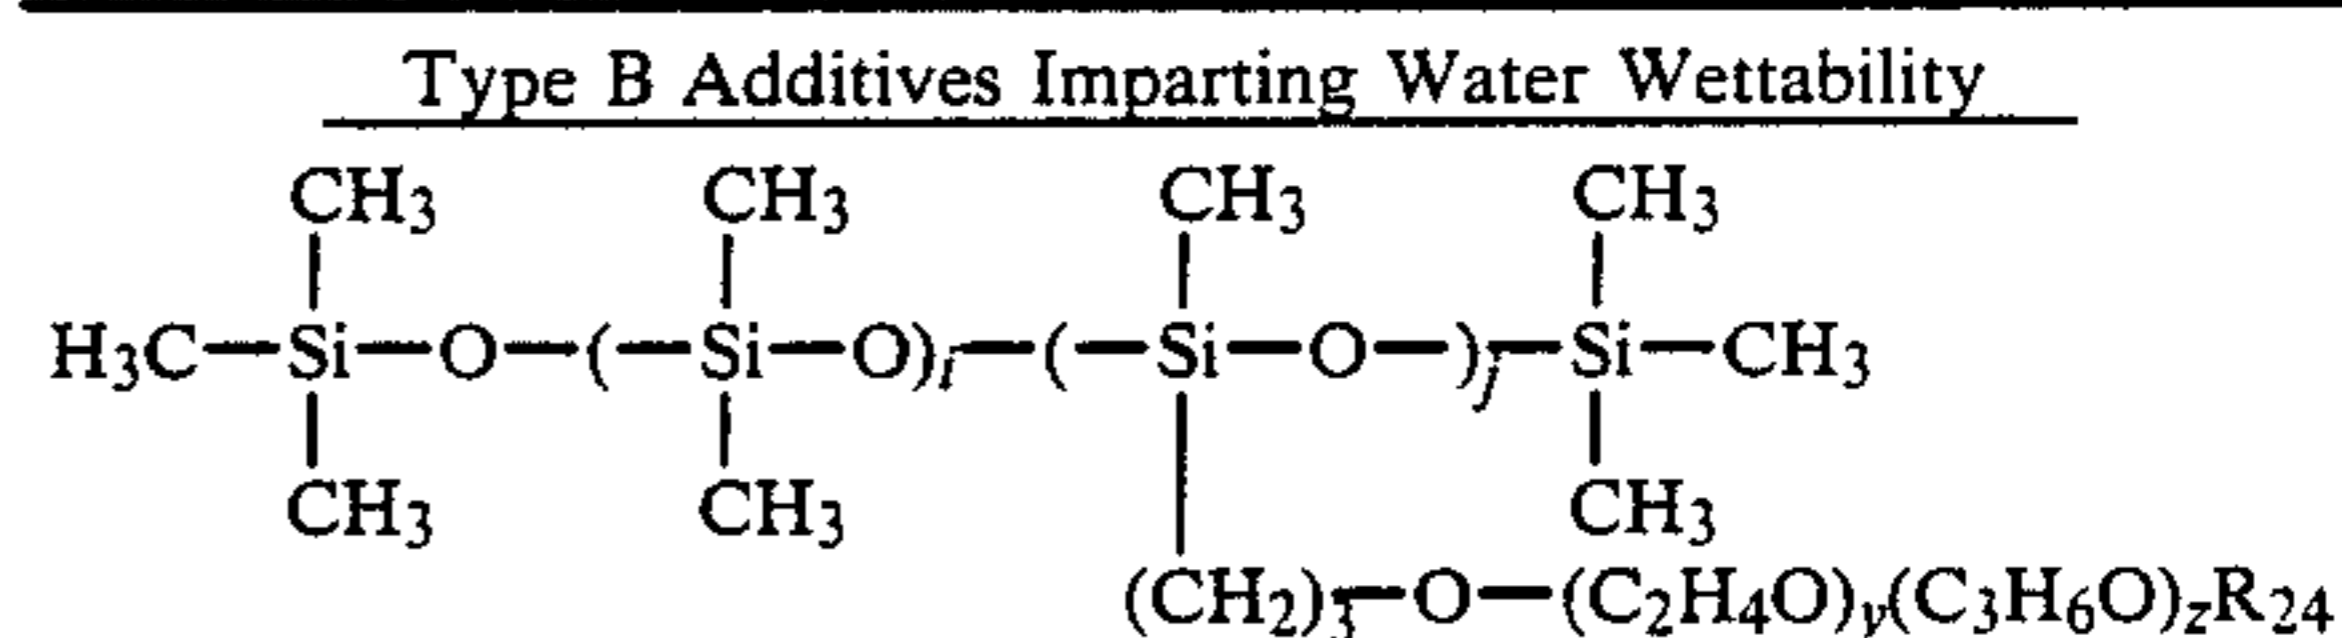 Type B Additives Imparting Water Wettability
CH3 CH3 CH3 CH3
H3C—Si—O—(—Si—O)i—(—Si—O—)j—Si—CH3
CH3 CH3 CH3
(CH2)3—O—(C2H4O)y(C3H6O)zR24